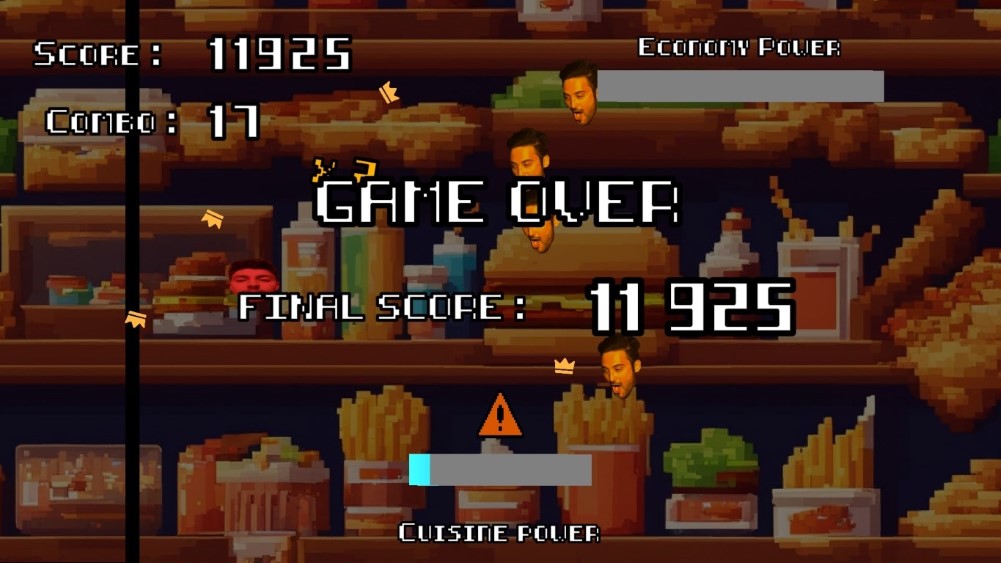 Score: 11925
Economy Power
Combo: 17
GAME OVER
FINAL SCORE: 11 925
Cuisine power